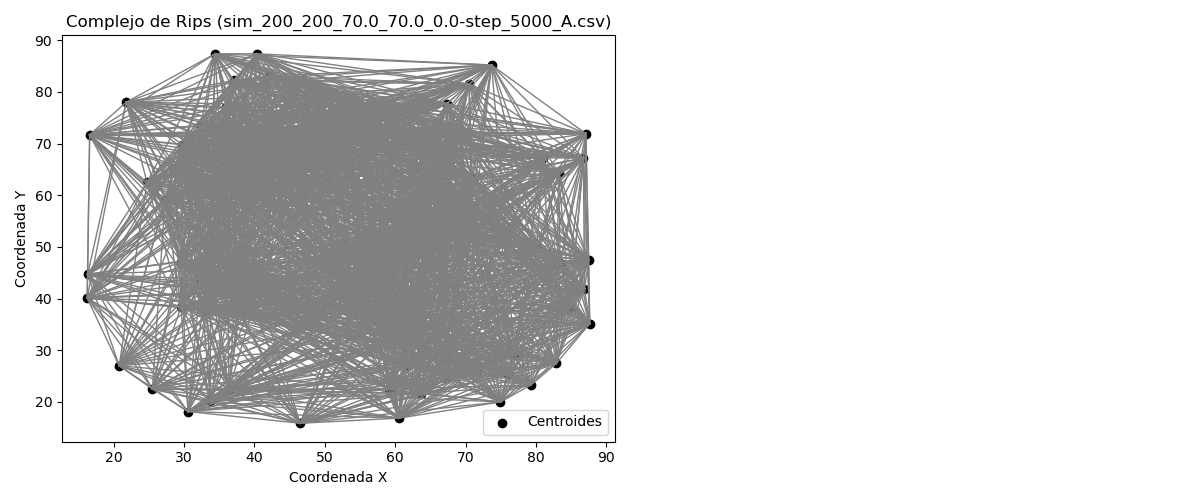 Complejo de Rips (sim_200_200_70.0_70.0_0.0-step_5000_A.csv)
90
80
70
60
50
40
30
20
Coordenada Y
Centroides
20 30 40 50 60 70 80 90
Coordenada X